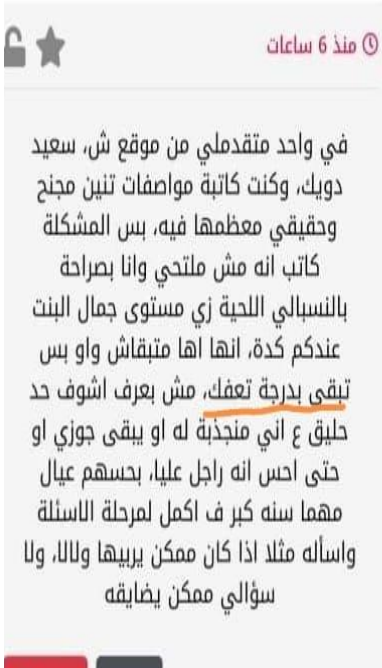 منذ 6 ساعات
في واحد متقدملي من موقع ش، سعيد
دويك، وكنت كاتبة مواصفات تنين مجنح
وحقيقي معظمها فيه، بس المشكلة
كاتب انه مش ملتحي وانا بصراحة
بالنسبالي اللحية زي مستوى جمال البنت
عندكم كدة، انها اها متبقاش واو بس
تبقى بدرجة تعفك، مش بعرف اشوف حد
حليق ع اني منجذبة له او يبقى جوزي او
حتى احس انه راجل عليا، بحسهم عيال
مهما سنه كبر ف اكمل لمرحلة الاسئلة
واسأله مثلا اذا كان ممكن يربيها ولالا، ولا
سؤالي ممكن يضايقه